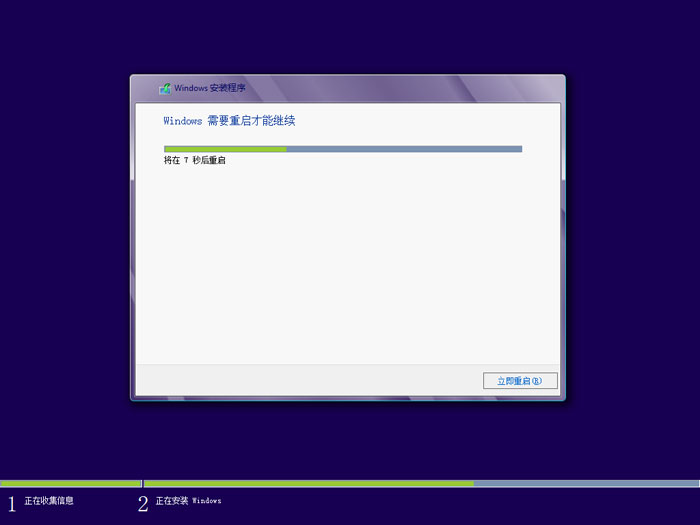 Windows 安装程序
Windows 需要重启才能继续
将在 7 秒后重启
立即重启(R)
1 正在收集信息
2 正在安装 Windows